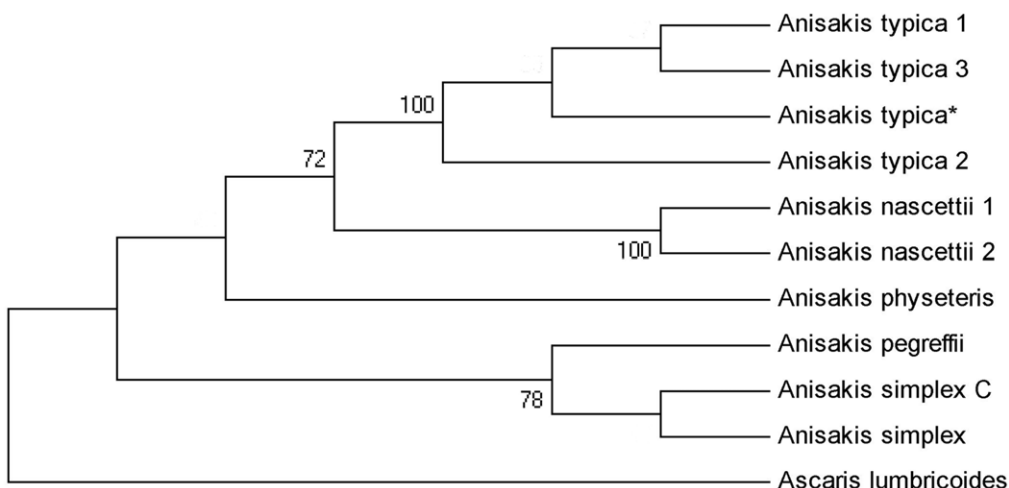 Anisakis typica 1
Anisakis typica 3
100
Anisakis typica*
72
Anisakis typica 2
Anisakis nascettii 1
100
Anisakis nascettii 2
Anisakis physeteris
Anisakis pegreffii
78
Anisakis simplex C
Anisakis simplex
Ascaris lumbricoides